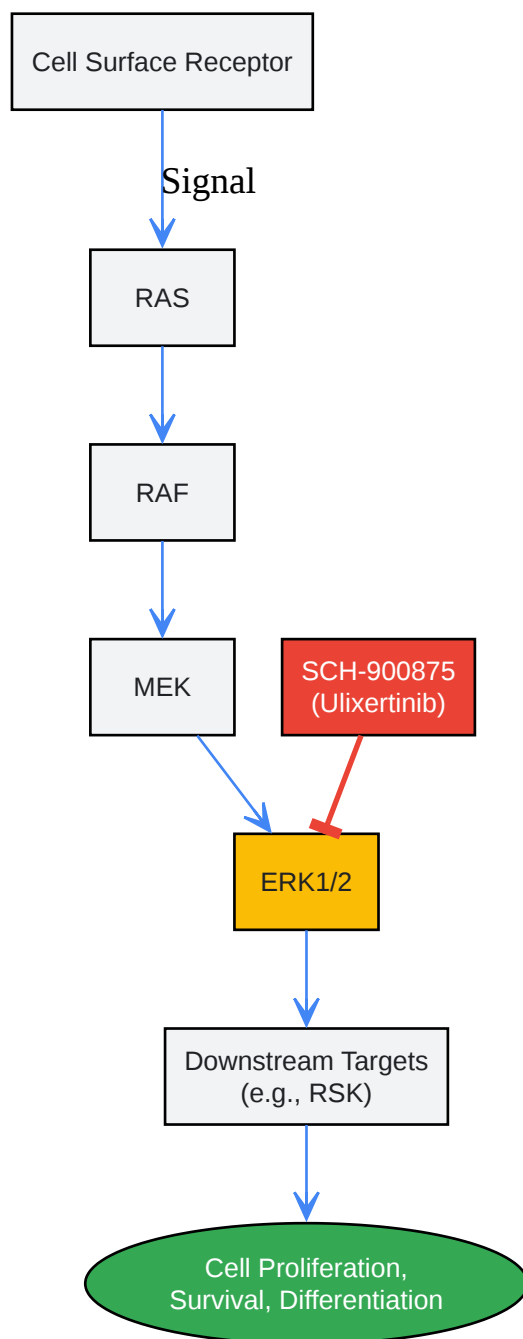 Cell Surface Receptor
Signal
RAS
RAF
MEK
SCH-900875
(Ulixertinib)
ERK1/2
Downstream Targets
(e.g., RSK)
Cell Proliferation,
Survival, Differentiation